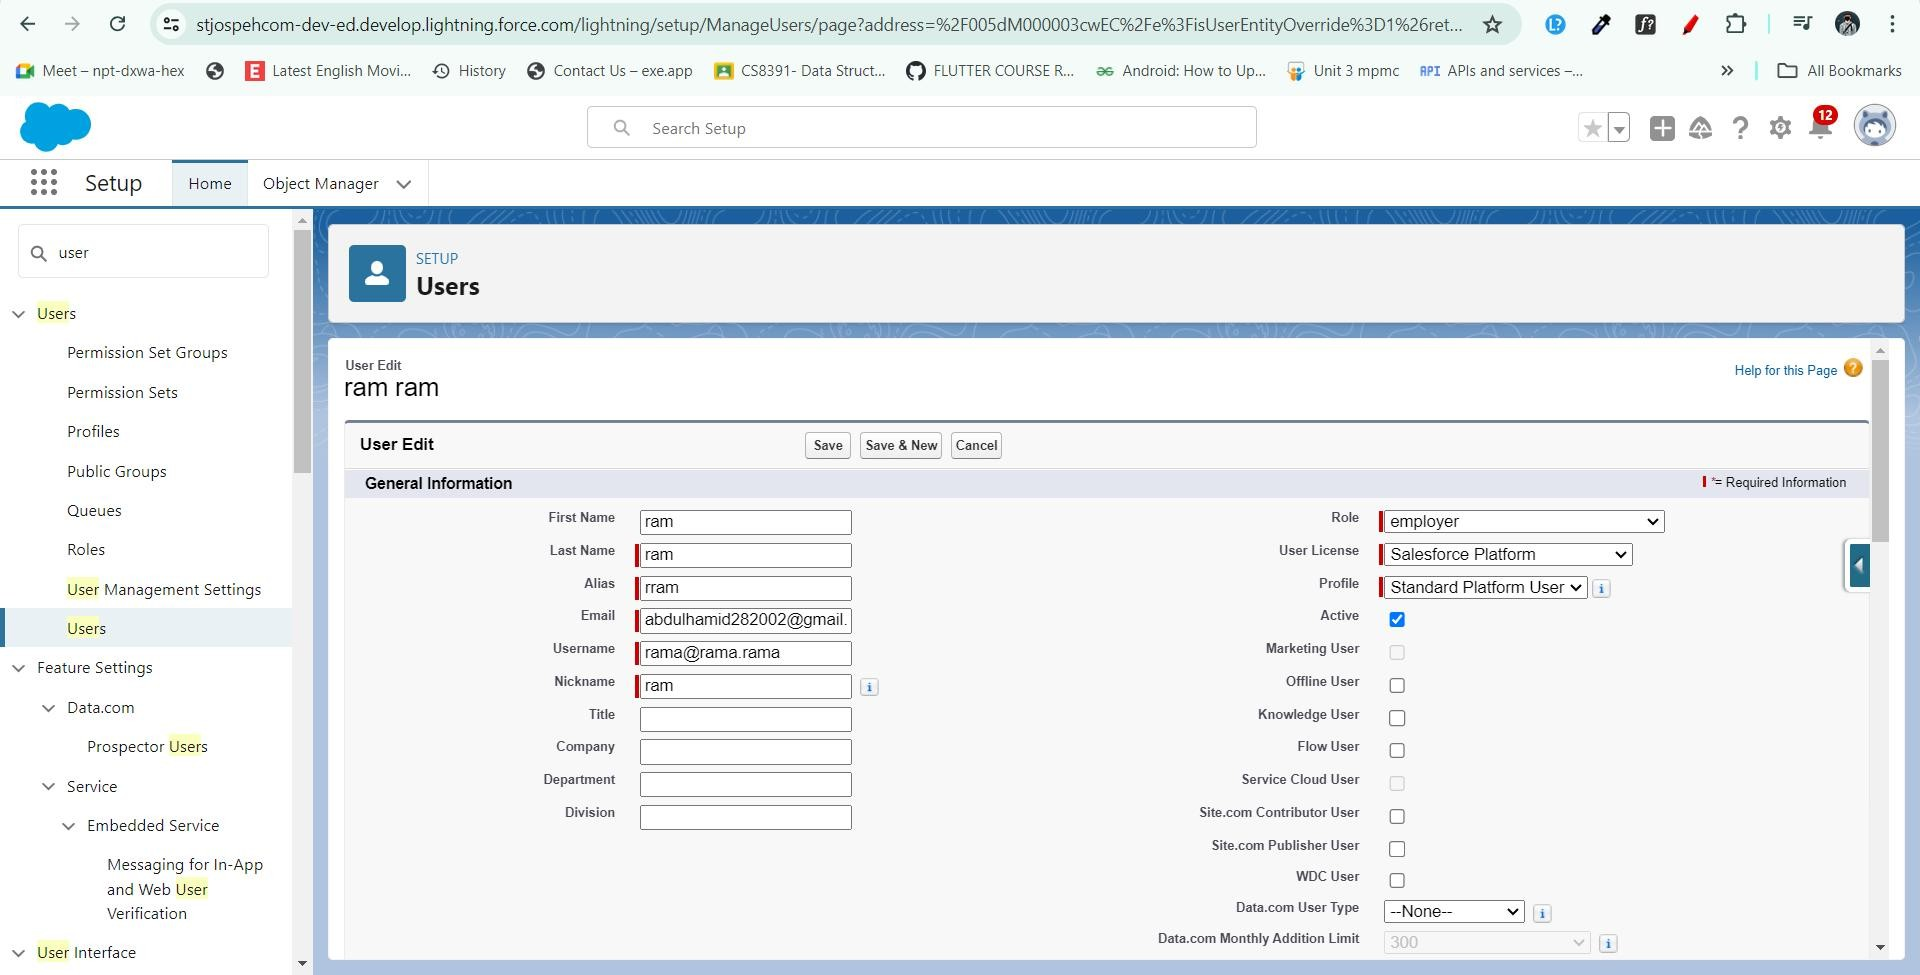 stjospehcom-dev-ed.develop.lightning.force.com/lightning/setup/ManageUsers/page?address=%2F005dM000003cwEC%2Fe%3FisUserEntityOverride%3D1%26ret...
Meet – npt-dxwa-hex
E Latest English Movi...
History
Contact Us – exe.app
CS8391- Data Struct...
FLUTTER COURSE R...
Android: How to Up...
Unit 3 mpmc
API APIs and services –...
»
All Bookmarks
Search Setup
12
Setup
Home
Object Manager
user
Users
Permission Set Groups
Permission Sets
Profiles
Public Groups
Queues
Roles
User Management Settings
Users
Feature Settings
Data.com
Prospector Users
Service
Embedded Service
Messaging for In-App
and Web User
Verification
User Interface
SETUP
Users
User Edit
ram ram
Help for this Page ?
User Edit
Save
Save & New
Cancel
General Information
*= Required Information
First Name ram
Last Name ram
Alias rram
Email abdulhamid282002@gmail.
Username rama@rama.rama
Nickname ram i
Title
Company
Department
Division
Role employer
User License Salesforce Platform
Profile Standard Platform User i
Active
Marketing User
Offline User
Knowledge User
Flow User
Service Cloud User
Site.com Contributor User
Site.com Publisher User
WDC User
Data.com User Type --None-- i
Data.com Monthly Addition Limit 300 i